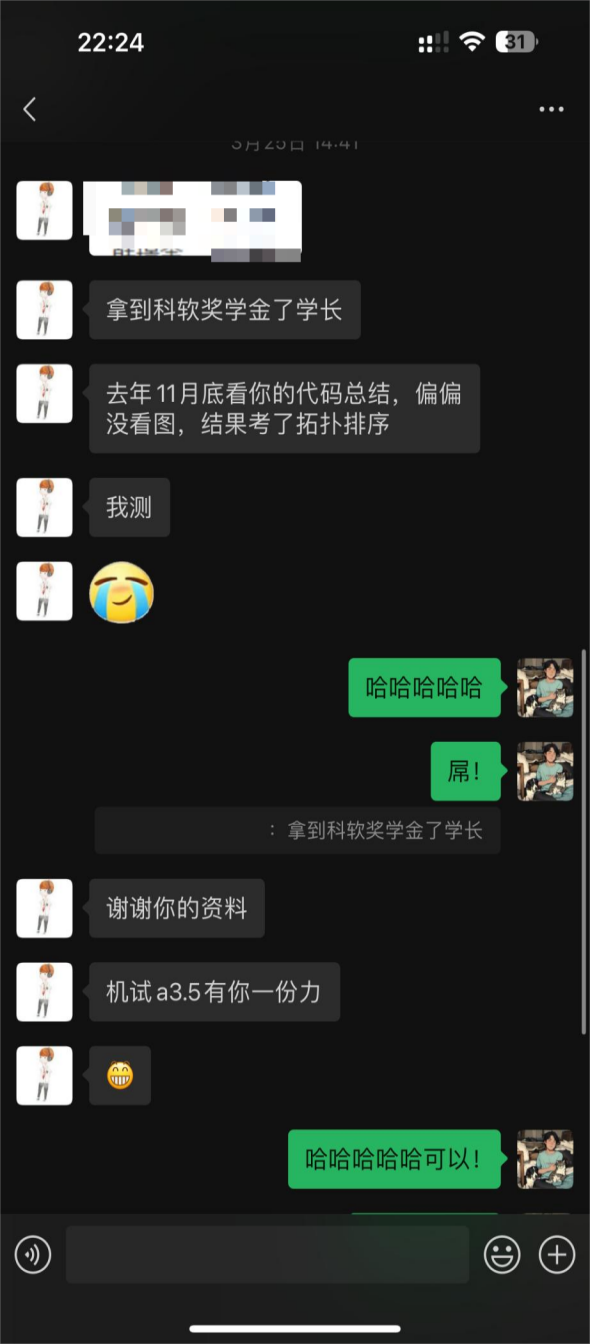 22:24
31
3月25日 14:41
拿到科软奖学金了学长
去年11月底看你的代码总结，偏偏
没看图，结果考了拓扑排序
我测
哈哈哈哈哈
屌！
：拿到科软奖学金了学长
谢谢你的资料
机试a3.5有你一份力
哈哈哈哈哈可以！